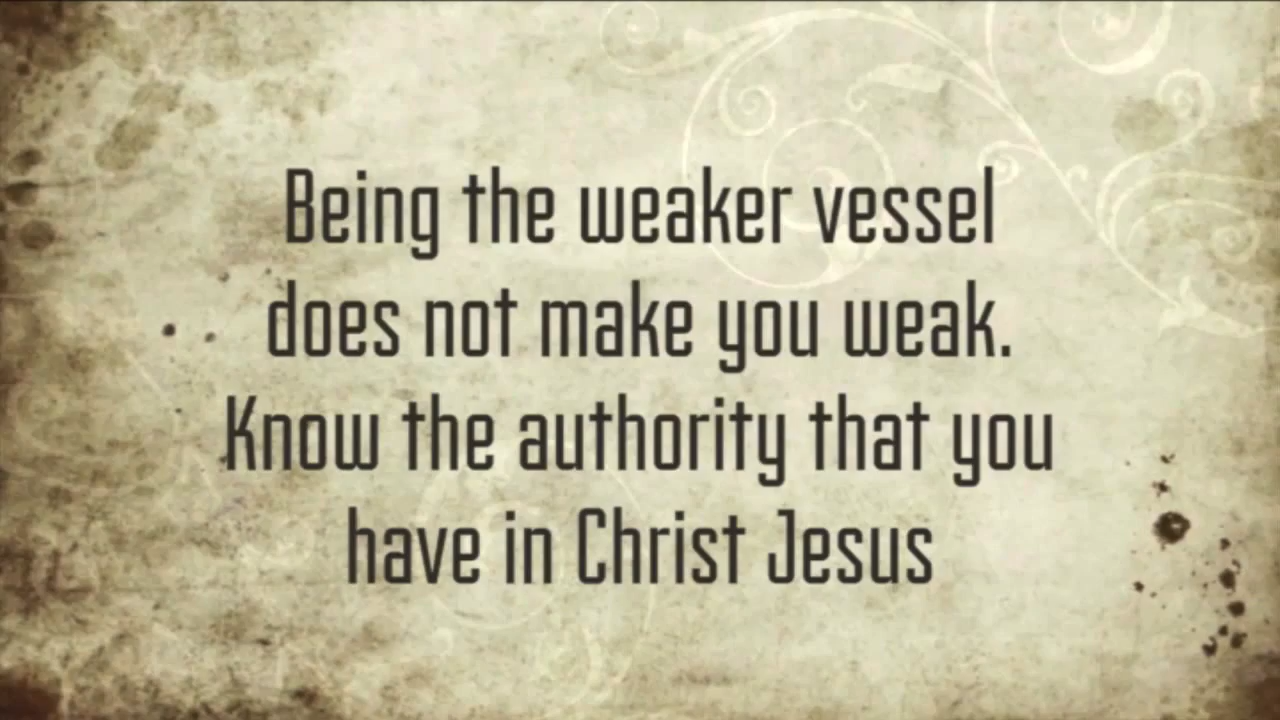 Being the weaker vessel
does not make you weak.
Know the authority that you
have in Christ Jesus